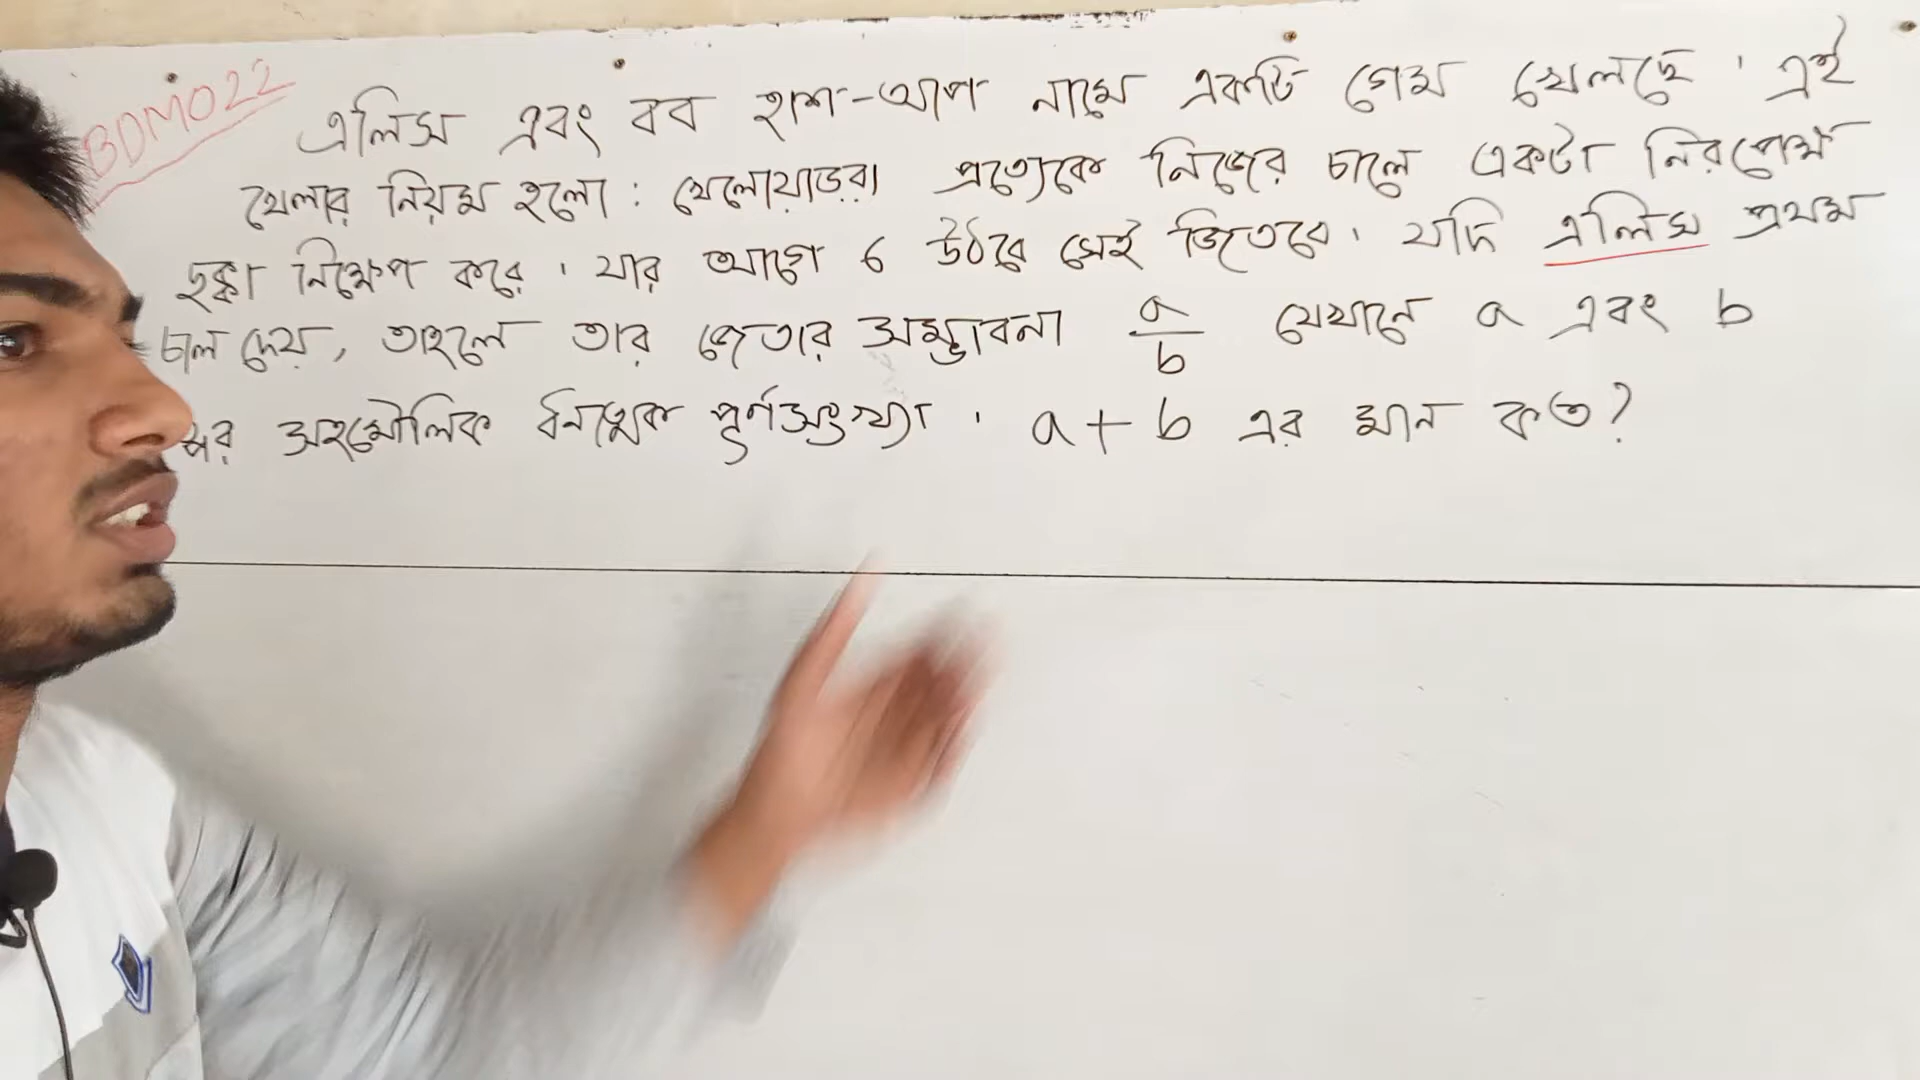 BDMO22
এলিস এবং বব হাশ-আপ নামে একটি গেম খেলছে। এই
খেলার নিয়ম হলো: খেলোয়াড়রা প্রত্যেকে নিজের চালে একটা নিরপেক্ষ
ছক্কা নিক্ষেপ করে। যার আগে 6 উঠবে সেই জিতবে। যদি এলিস প্রথম
চাল দেয়, তাহলে তার জেতার সম্ভাবনা a/b যেখানে a এবং b
সহমৌলিক ধনাত্মক পূর্ণসংখ্যা। a+b এর মান কত?